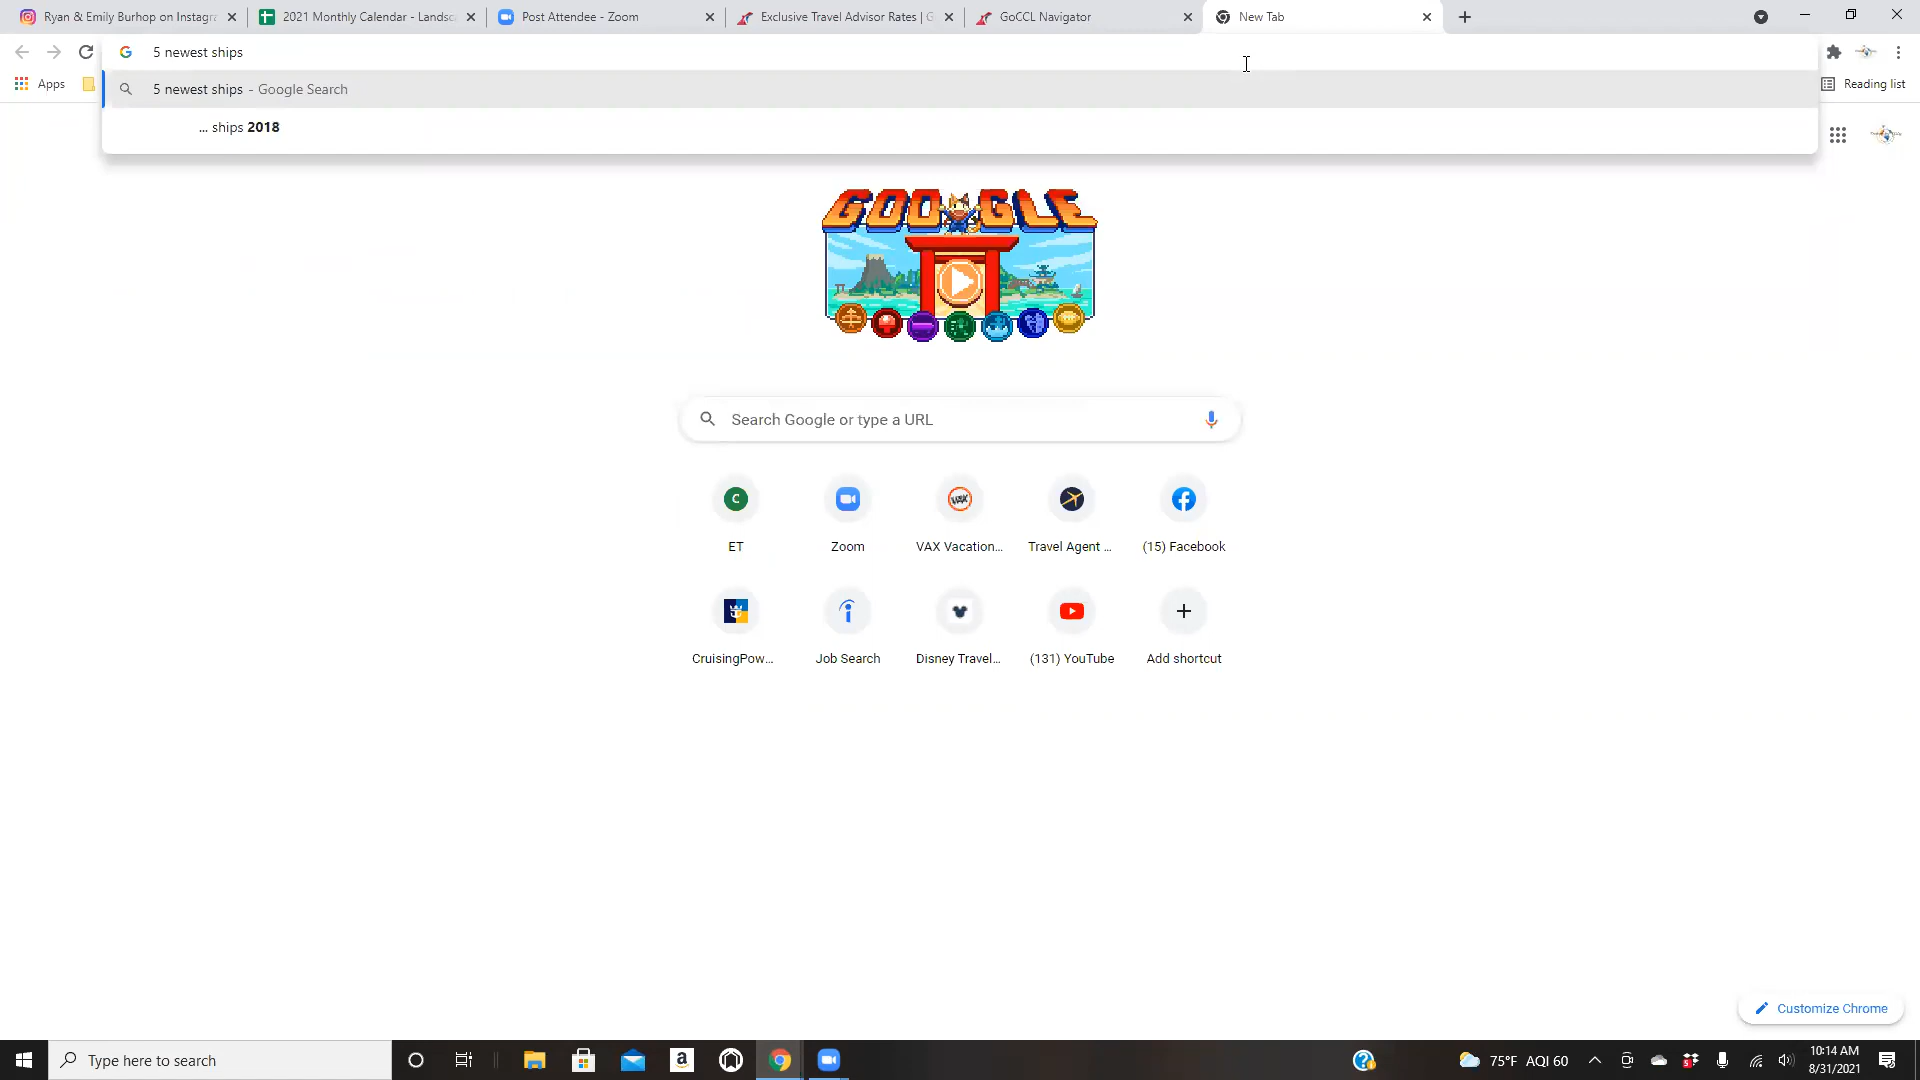 Ryan & Emily Burhop on Instagra
2021 Monthly Calendar - Landsc
Post Attendee - Zoom
Exclusive Travel Advisor Rates | G
GoCCL Navigator
New Tab
5 newest ships
Apps
5 newest ships - Google Search
Reading list
... ships 2018
GOOGLE
Search Google or type a URL
C
VAX
ET
Zoom
VAX Vacation...
Travel Agent ...
(15) Facebook
CruisingPow...
Job Search
Disney Travel...
(131) YouTube
Add shortcut
Customize Chrome
Type here to search
75°F AQI 60
10:14 AM
8/31/2021